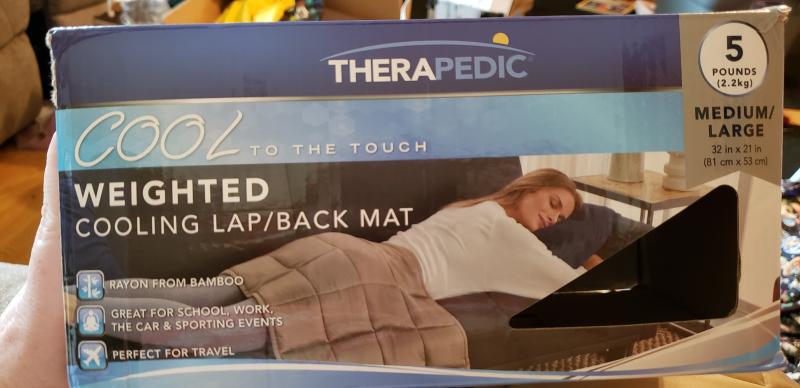 THERAPEDIC
5
POUNDS
(2.2kg)
MEDIUM/
LARGE
32 in x 21 in
(81 cm x 53 cm)
COOL TO THE TOUCH
WEIGHTED
COOLING LAP/BACK MAT
RAYON FROM BAMBOO
GREAT FOR SCHOOL, WORK,
THE CAR & SPORTING EVENTS
PERFECT FOR TRAVEL